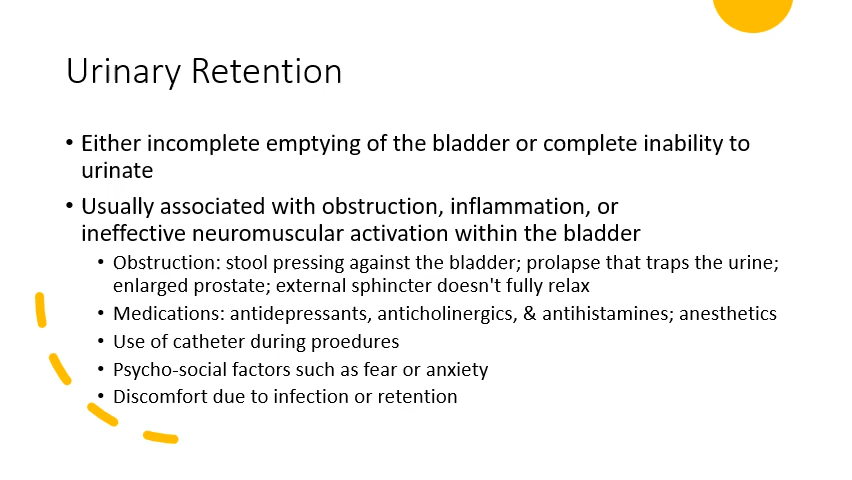 Urinary Retention
• Either incomplete emptying of the bladder or complete inability to
urinate
• Usually associated with obstruction, inflammation, or
ineffective neuromuscular activation within the bladder
• Obstruction: stool pressing against the bladder; prolapse that traps the urine;
enlarged prostate; external sphincter doesn't fully relax
• Medications: antidepressants, anticholinergics, & antihistamines; anesthetics
• Use of catheter during proedures
• Psycho-social factors such as fear or anxiety
• Discomfort due to infection or retention